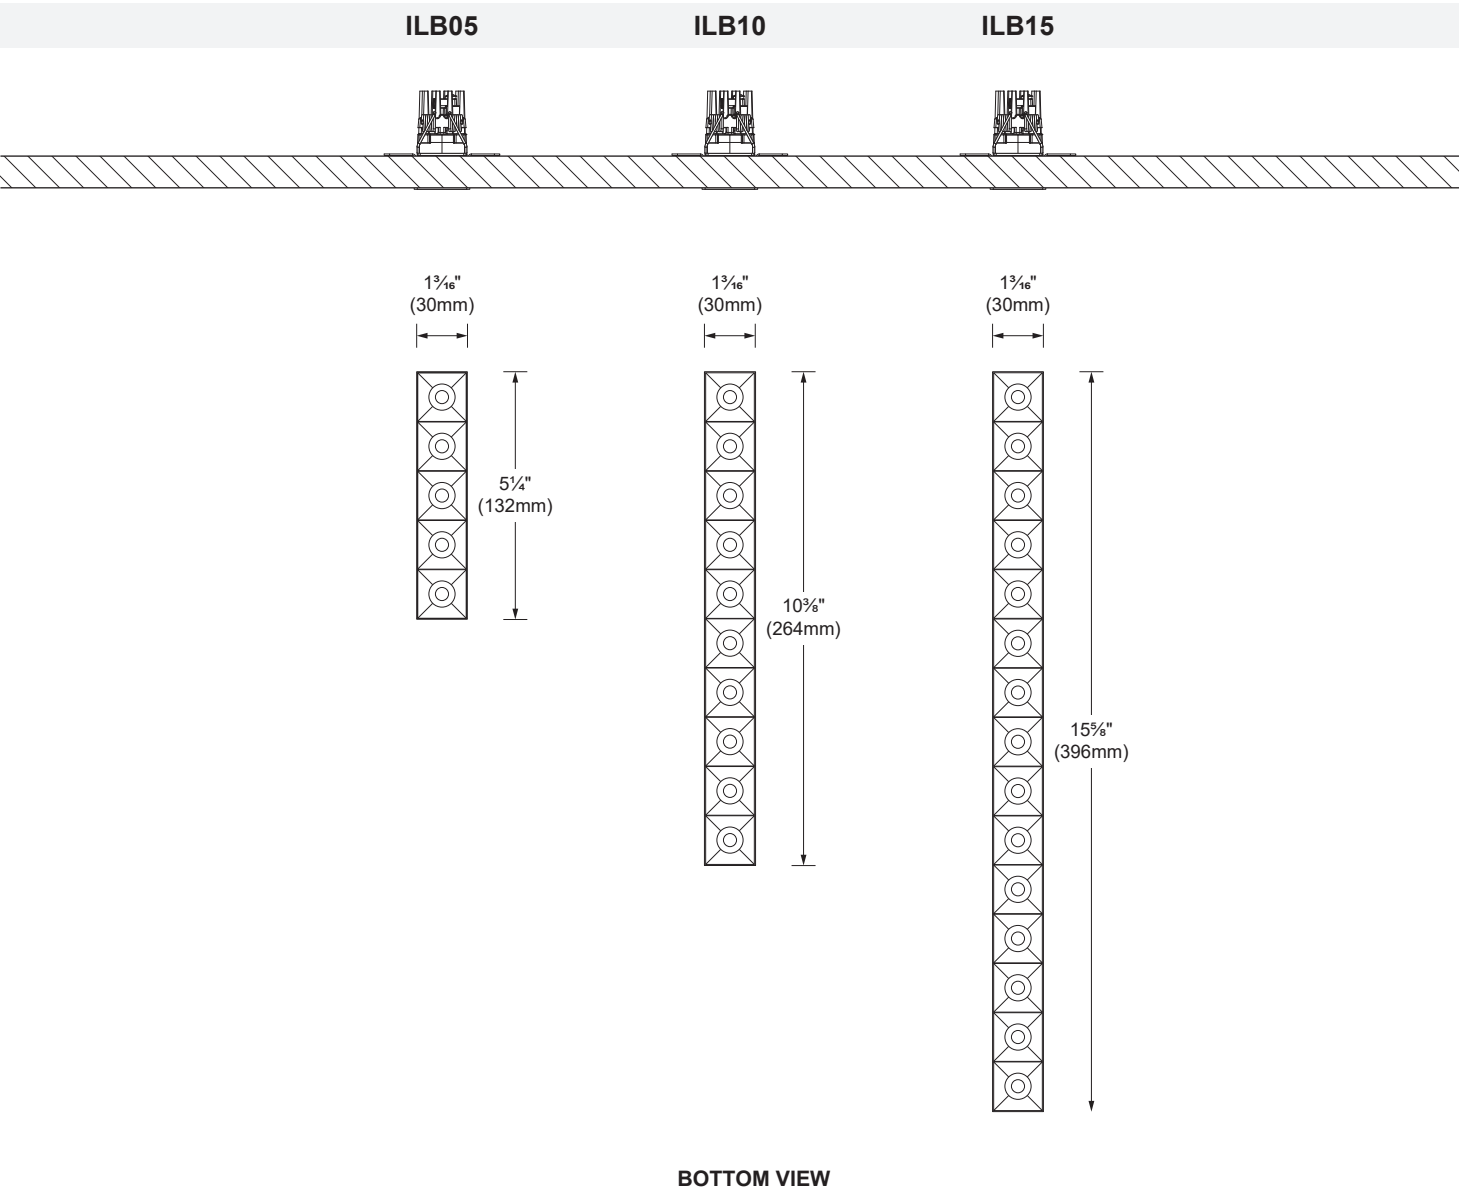 ILB05 ILB10 ILB15
1³⁄₁₆" 1³⁄₁₆" 1³⁄₁₆"
(30mm) (30mm) (30mm)
5¼"
(132mm)
10⅜"
(264mm)
15⅝"
(396mm)
BOTTOM VIEW